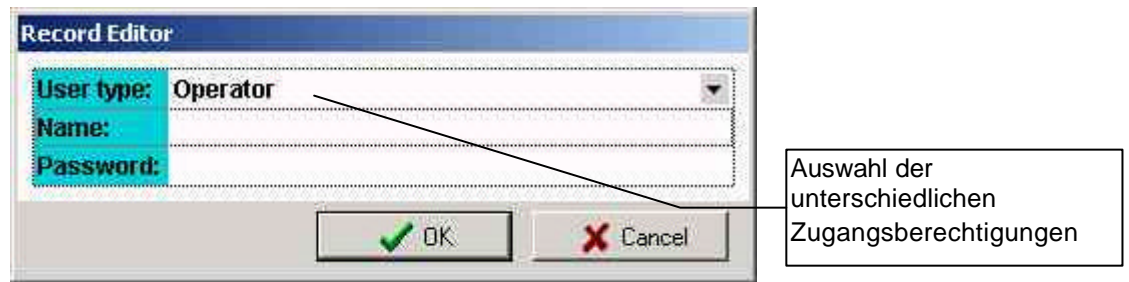 Record Editor
User type: Operator
Name:
Password:
OK
Cancel
Auswahl der
unterschiedlichen
Zugangsberechtigungen